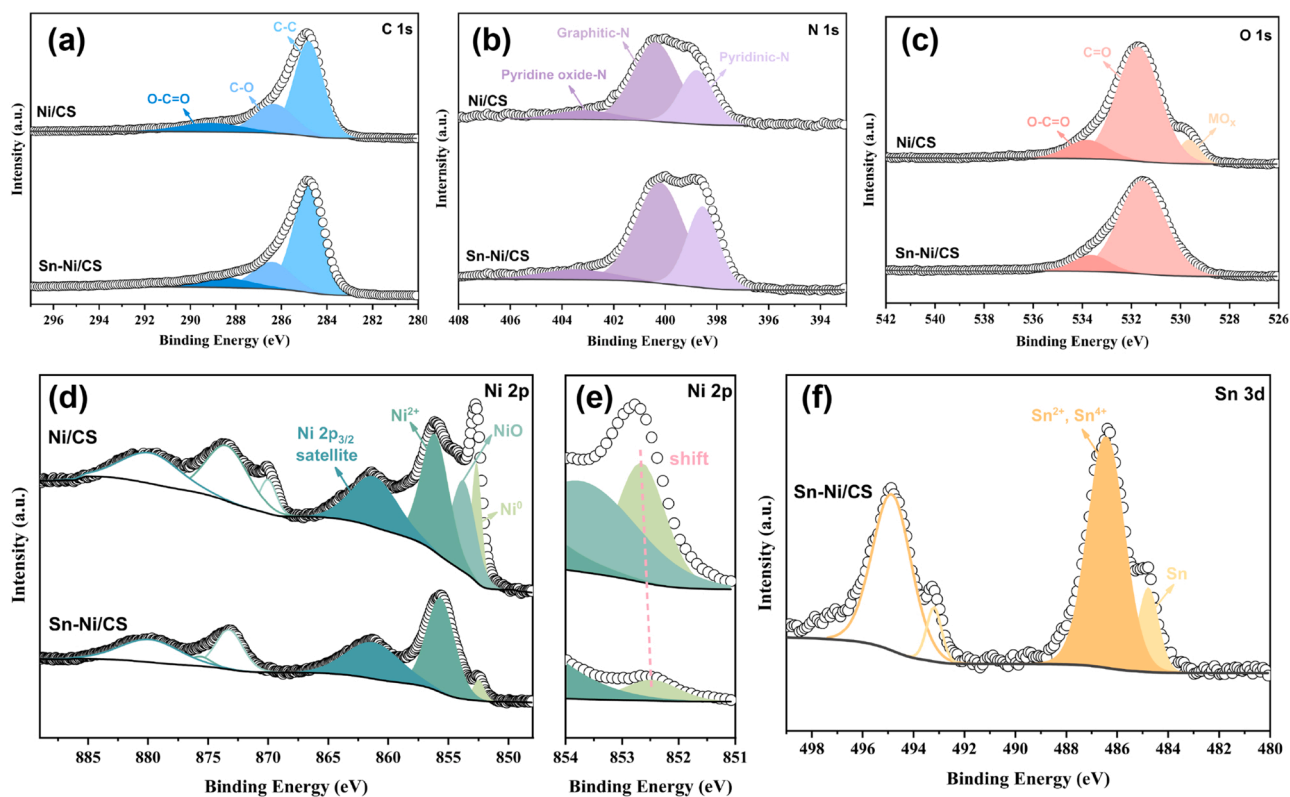 (a)
C 1s
C-C
C-O
O-C=O
Ni/CS
Sn-Ni/CS
Intensity (a.u.)
296 294 292 290 288 286 284 282 280
Binding Energy (eV)
(b)
N 1s
Graphitic-N
Pyridine oxide-N
Pyridinic-N
Ni/CS
Sn-Ni/CS
Internsity (a.u.)
408 406 404 402 400 398 396 394
Binding Energy (eV)
(c)
O 1s
C=O
O-C=O
MOx
Ni/CS
Sn-Ni/CS
Intensity (a.u.)
542 540 538 536 534 532 530 528 526
Binding Energy (eV)
(d)
Ni 2p
Ni/CS
Ni²⁺
Ni 2p₃/₂
satellite
NiO
Ni⁰
Sn-Ni/CS
Intensity (a.u.)
885 880 875 870 865 860 855 850
Binding Energy (eV)
(e)
Ni 2p
shift
854 853 852 851
Binding Energy (eV)
(f)
Sn 3d
Sn²⁺, Sn⁴⁺
Sn-Ni/CS
Sn
Intensity (a.u.)
498 496 494 492 490 488 486 484 482 480
Binding Energy (eV)